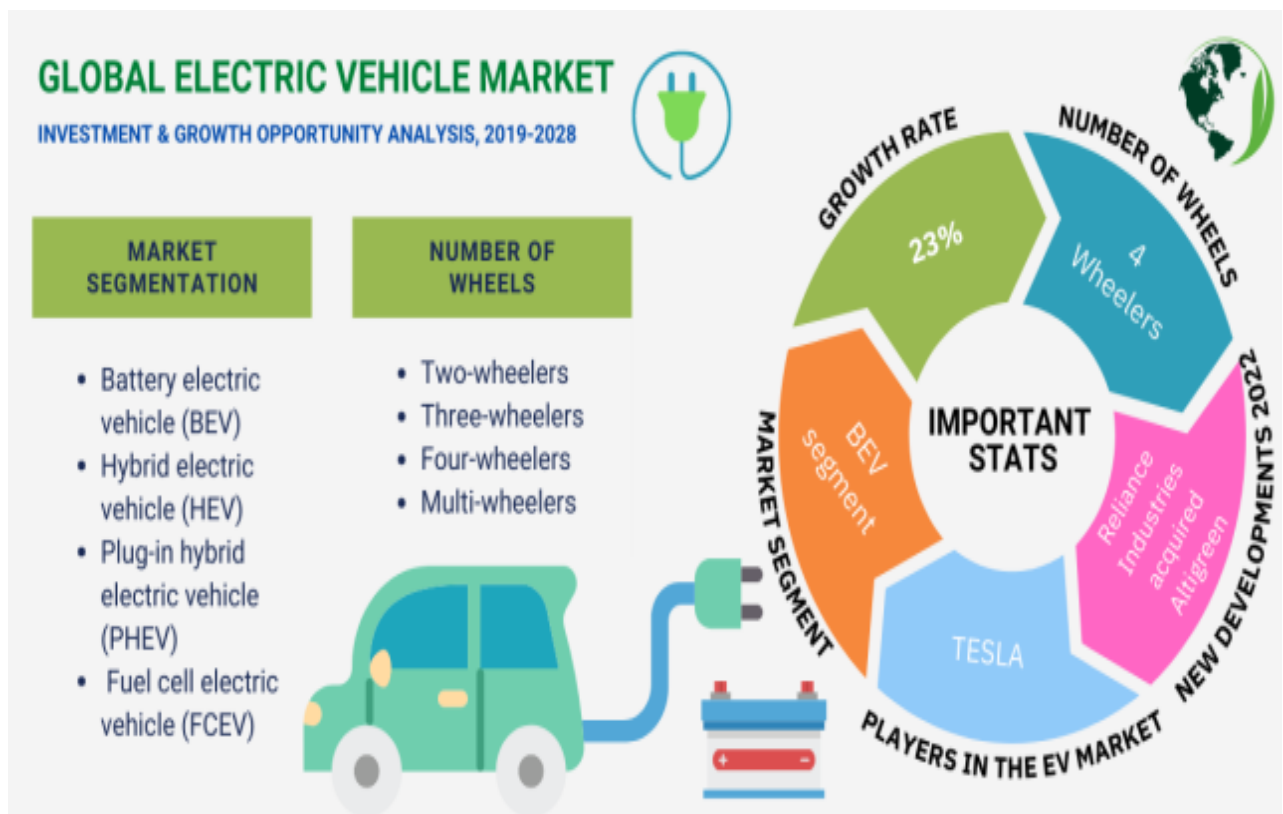 GLOBAL ELECTRIC VEHICLE MARKET
INVESTMENT & GROWTH OPPORTUNITY ANALYSIS, 2019-2028
MARKET
SEGMENTATION
• Battery electric
vehicle (BEV)
• Hybrid electric
vehicle (HEV)
• Plug-in hybrid
electric vehicle
(PHEV)
• Fuel cell electric
vehicle (FCEV)
NUMBER OF
WHEELS
• Two-wheelers
• Three-wheelers
• Four-wheelers
• Multi-wheelers
IMPORTANT
STATS
GROWTH RATE
23%
NUMBER OF WHEELS
4
Wheelers
NEW DEVELOPMENTS 2022
Reliance
Industries
acquired
Altigreen
PLAYERS IN THE EV MARKET
TESLA
MARKET SEGMENT
BEV
segment
+ −